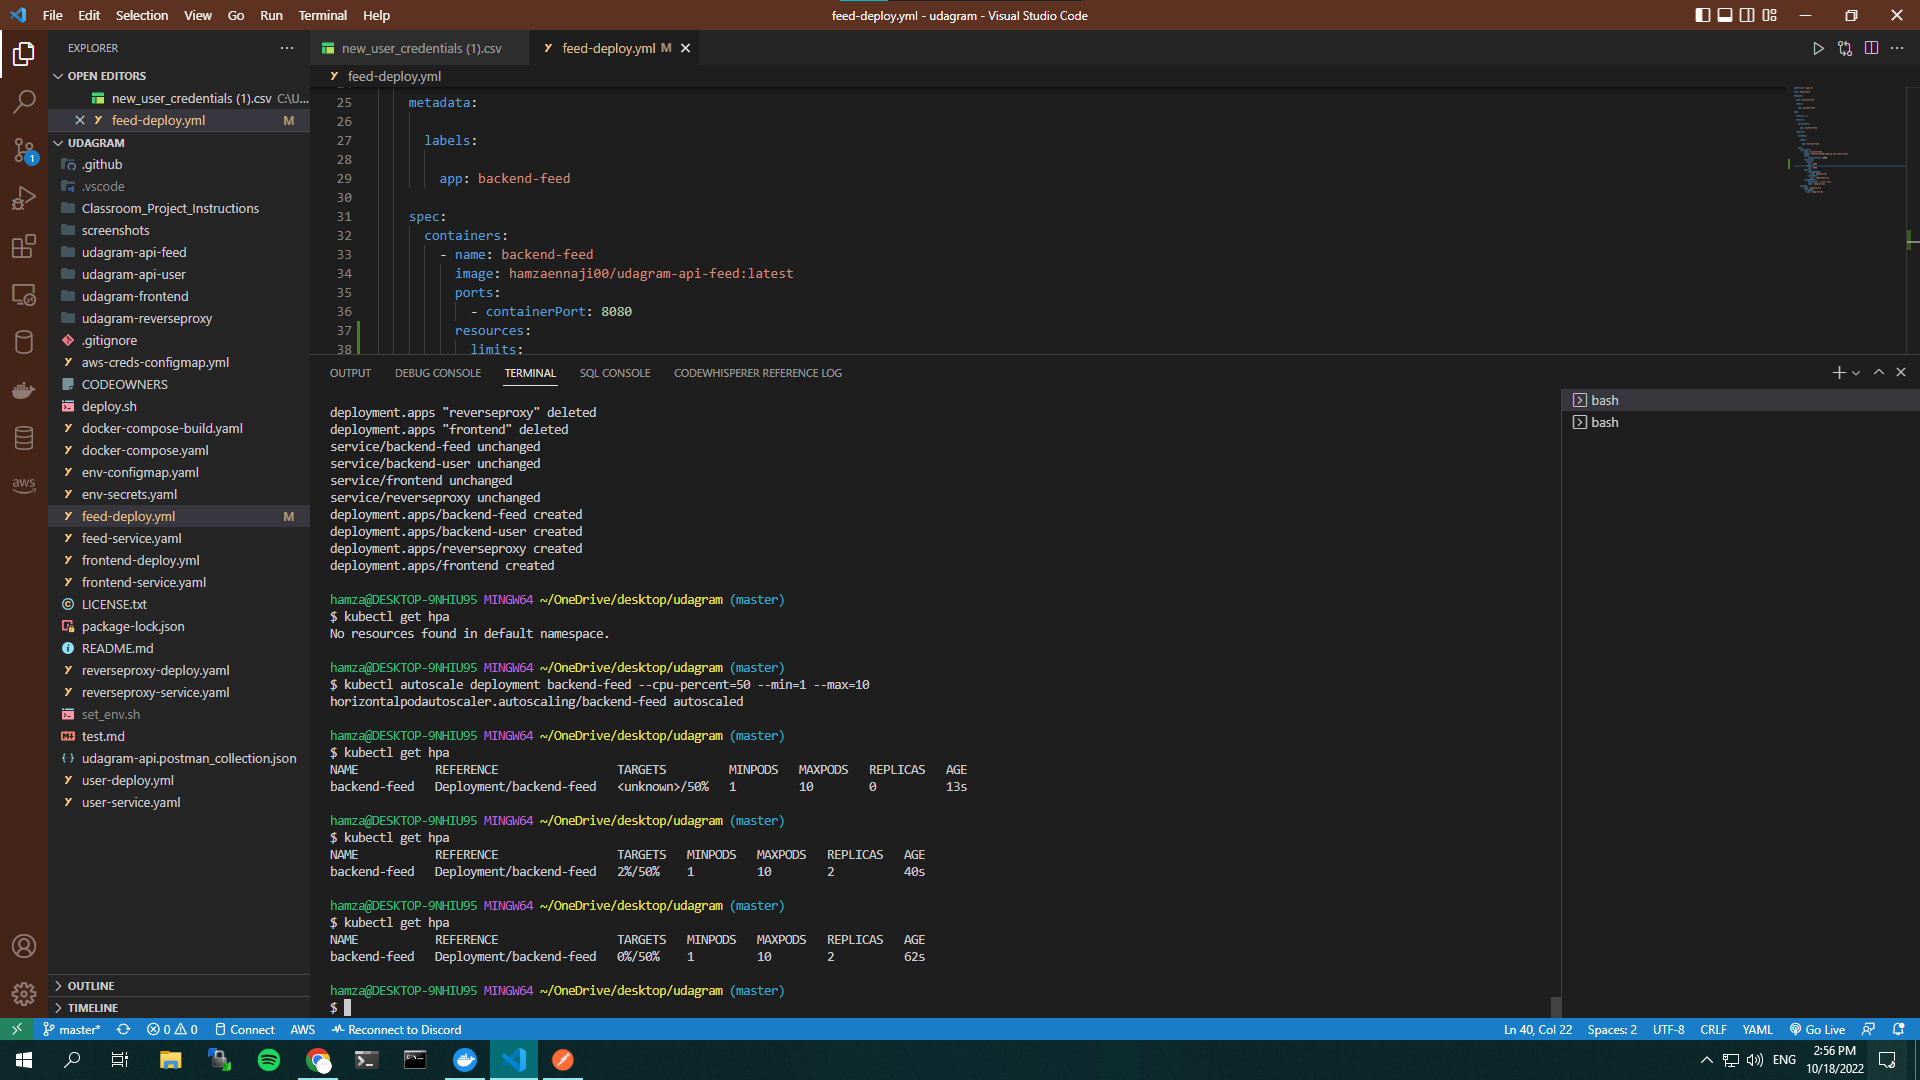 File Edit Selection View Go Run Terminal Help
feed-deploy.yml - udagram - Visual Studio Code
EXPLORER
OPEN EDITORS
new_user_credentials (1).csv C:\U...
feed-deploy.yml M
UDAGRAM
.github
.vscode
Classroom_Project_Instructions
screenshots
udagram-api-feed
udagram-api-user
udagram-frontend
udagram-reverseproxy
.gitignore
aws-creds-configmap.yml
CODEOWNERS
deploy.sh
docker-compose-build.yaml
docker-compose.yaml
env-configmap.yaml
env-secrets.yaml
feed-deploy.yml M
feed-service.yaml
frontend-deploy.yml
frontend-service.yaml
LICENSE.txt
package-lock.json
README.md
reverseproxy-deploy.yaml
reverseproxy-service.yaml
set_env.sh
test.md
udagram-api.postman_collection.json
user-deploy.yml
user-service.yaml
OUTLINE
TIMELINE
1
aws
new_user_credentials (1).csv
feed-deploy.yml M
feed-deploy.yml
25 metadata:
26
27 labels:
28
29 app: backend-feed
30
31 spec:
32 containers:
33 - name: backend-feed
34 image: hamzaennaji00/udagram-api-feed:latest
35 ports:
36 - containerPort: 8080
37 resources:
38 limits:
OUTPUT DEBUG CONSOLE TERMINAL SQL CONSOLE CODEWHISPERER REFERENCE LOG
deployment.apps "reverseproxy" deleted
deployment.apps "frontend" deleted
service/backend-feed unchanged
service/backend-user unchanged
service/frontend unchanged
service/reverseproxy unchanged
deployment.apps/backend-feed created
deployment.apps/backend-user created
deployment.apps/reverseproxy created
deployment.apps/frontend created
hamza@DESKTOP-9NHIU95 MINGW64 ~/OneDrive/desktop/udagram (master)
$ kubectl get hpa
No resources found in default namespace.
hamza@DESKTOP-9NHIU95 MINGW64 ~/OneDrive/desktop/udagram (master)
$ kubectl autoscale deployment backend-feed --cpu-percent=50 --min=1 --max=10
horizontalpodautoscaler.autoscaling/backend-feed autoscaled
hamza@DESKTOP-9NHIU95 MINGW64 ~/OneDrive/desktop/udagram (master)
$ kubectl get hpa
NAME REFERENCE TARGETS MINPODS MAXPODS REPLICAS AGE
backend-feed Deployment/backend-feed <unknown>/50% 1 10 0 13s
hamza@DESKTOP-9NHIU95 MINGW64 ~/OneDrive/desktop/udagram (master)
$ kubectl get hpa
NAME REFERENCE TARGETS MINPODS MAXPODS REPLICAS AGE
backend-feed Deployment/backend-feed 2%/50% 1 10 2 40s
hamza@DESKTOP-9NHIU95 MINGW64 ~/OneDrive/desktop/udagram (master)
$ kubectl get hpa
NAME REFERENCE TARGETS MINPODS MAXPODS REPLICAS AGE
backend-feed Deployment/backend-feed 0%/50% 1 10 2 62s
hamza@DESKTOP-9NHIU95 MINGW64 ~/OneDrive/desktop/udagram (master)
$
bash
bash
master* 0 0 Connect AWS Reconnect to Discord
Ln 40, Col 22 Spaces: 2 UTF-8 CRLF YAML Go Live
ENG
2:56 PM
10/18/2022